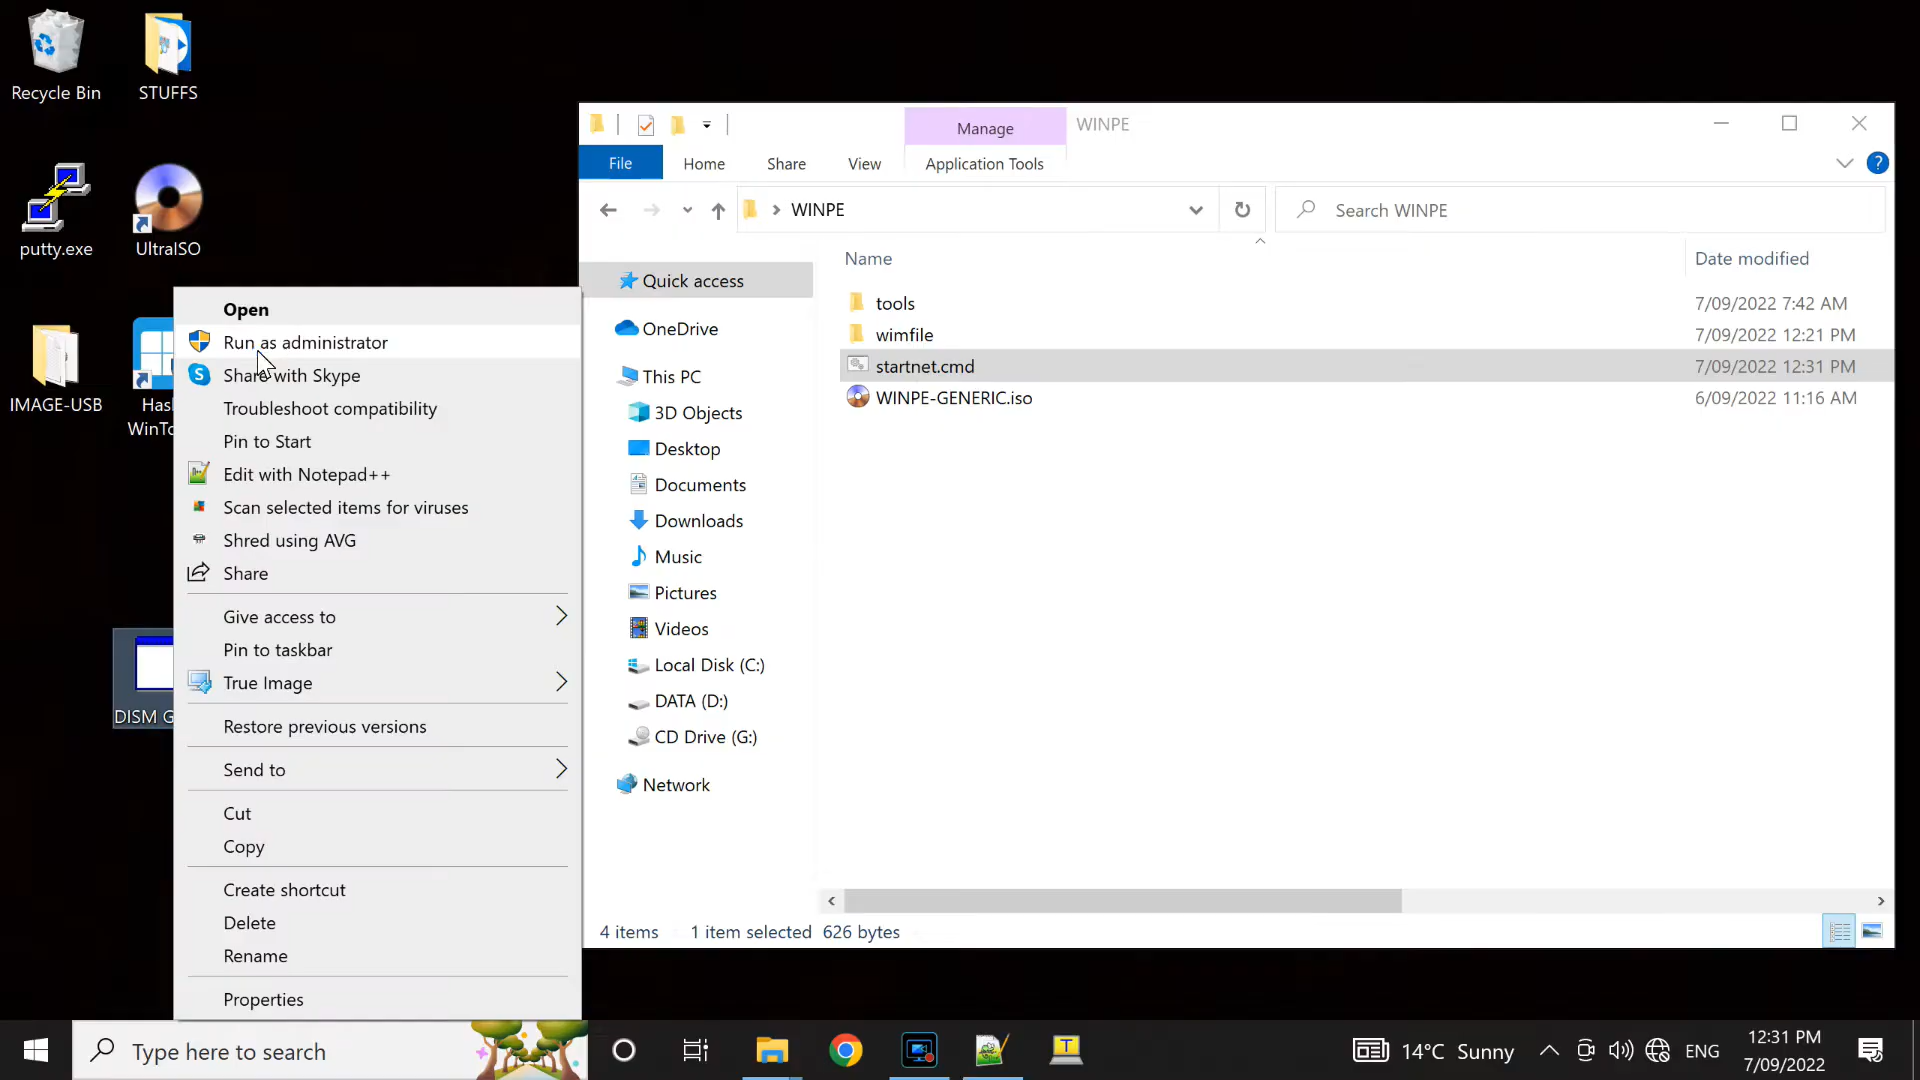 Recycle Bin
STUFFS
putty.exe
UltraISO
IMAGE-USB
Has
WinTo
DISM G
Open
Run as administrator
Share with Skype
Troubleshoot compatibility
Pin to Start
Edit with Notepad++
Scan selected items for viruses
Shred using AVG
Share
Give access to
Pin to taskbar
True Image
Restore previous versions
Send to
Cut
Copy
Create shortcut
Delete
Rename
Properties
Manage
WINPE
File
Home
Share
View
Application Tools
WINPE
Search WINPE
Name
Date modified
Quick access
OneDrive
This PC
3D Objects
Desktop
Documents
Downloads
Music
Pictures
Videos
Local Disk (C:)
DATA (D:)
CD Drive (G:)
Network
tools 7/09/2022 7:42 AM
wimfile 7/09/2022 12:21 PM
startnet.cmd 7/09/2022 12:31 PM
WINPE-GENERIC.iso 6/09/2022 11:16 AM
4 items 1 item selected 626 bytes
Type here to search
T
14°C Sunny
ENG
12:31 PM
7/09/2022